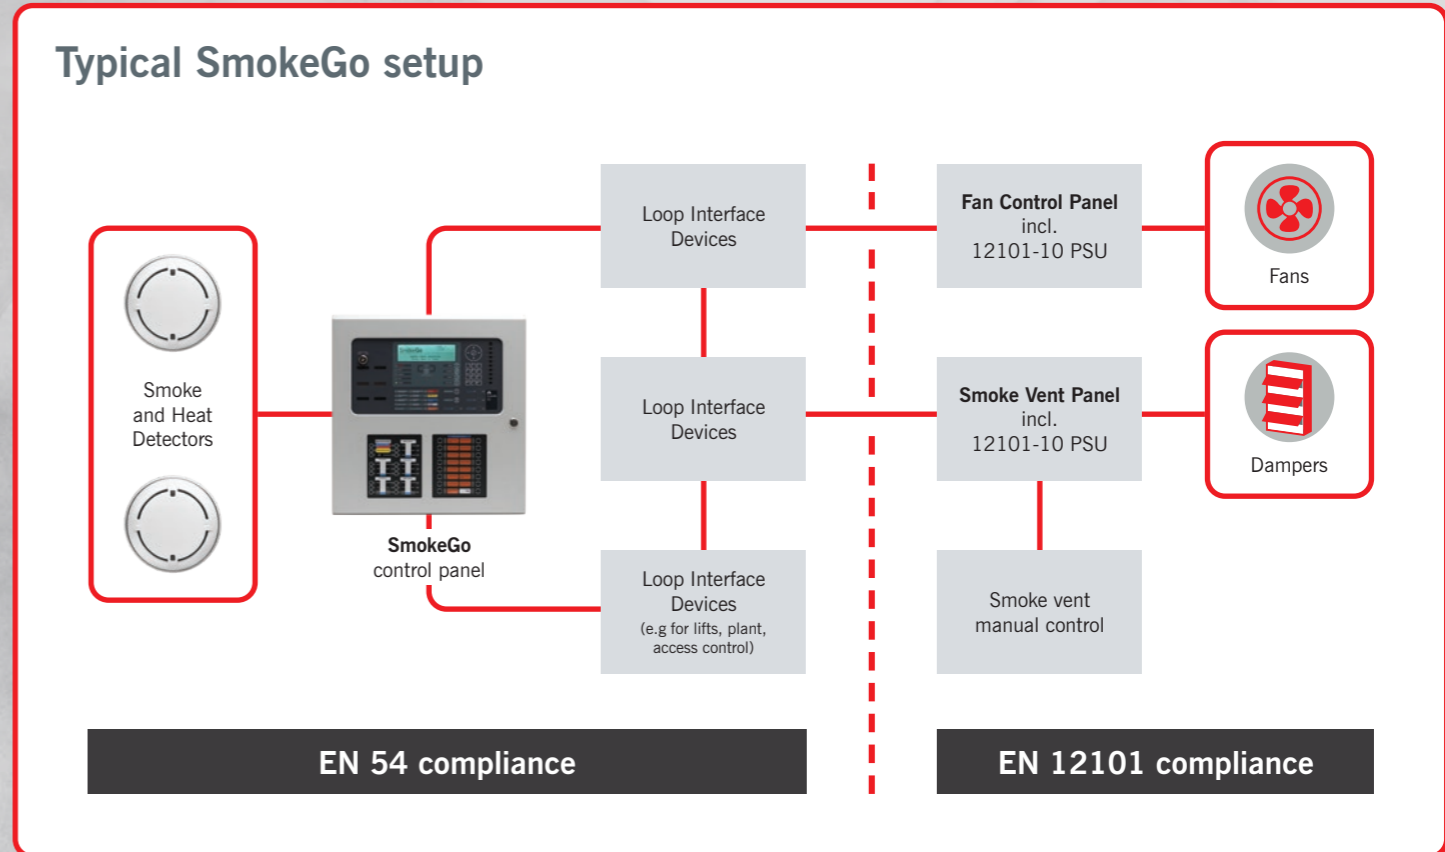 Typical SmokeGo setup
Smoke
and Heat
Detectors
SmokeGo
control panel
Loop Interface
Devices
Loop Interface
Devices
Loop Interface
Devices
(e.g for lifts, plant,
access control)
Fan Control Panel
incl.
12101-10 PSU
Smoke Vent Panel
incl.
12101-10 PSU
Smoke vent
manual control
Fans
Dampers
EN 54 compliance
EN 12101 compliance